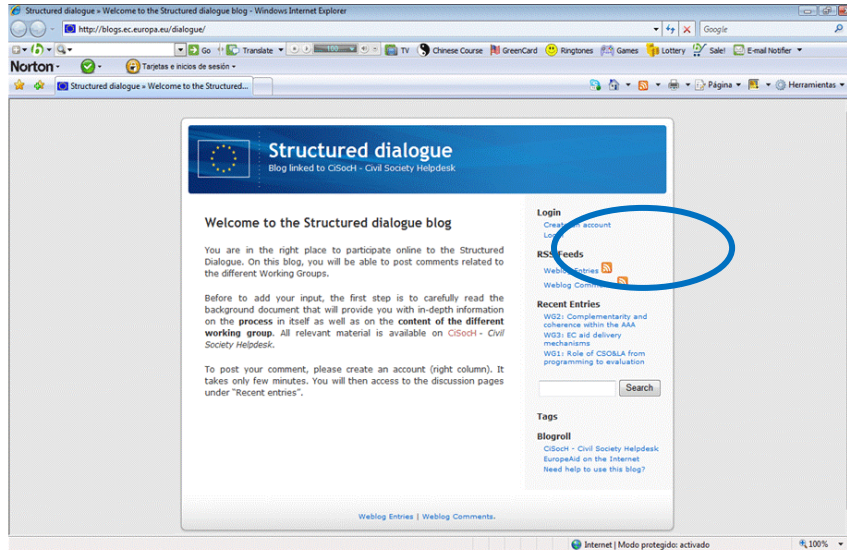 Structured dialogue » Welcome to the Structured dialogue blog - Windows Internet Explorer
http://blogs.ec.europa.eu/dialogue/
Google
Go Translate 100% TV Chinese Course GreenCard Ringtones Games Lottery Sale! E-mail Notifier
Norton Tarjetas e inicios de sesión
Structured dialogue » Welcome to the Structured... Página Herramientas
Structured dialogue
Blog linked to CiSocH - Civil Society Helpdesk
Welcome to the Structured dialogue blog
You are in the right place to participate online to the Structured
Dialogue. On this blog, you will be able to post comments related to
the different Working Groups.
Before to add your input, the first step is to carefully read the
background document that will provide you with in-depth information
on the process in itself as well as on the content of the different
working group. All relevant material is available on CiSocH - Civil
Society Helpdesk.
To post your comment, please create an account (right column). It
takes only few minutes. You will then access to the discussion pages
under "Recent entries".
Login
Create an account
RSS Feeds
Weblog Entries
Weblog
Recent Entries
WG2: Complementarity and
coherence within the AAA
WG3: EC aid delivery
mechanisms
WG1: Role of CSO&LA from
programming to evaluation
Search
Tags
Blogroll
CiSocH - Civil Society Helpdesk
EuropeAid on the Internet
Need help to use this blog?
Weblog Entries | Weblog Comments.
Internet | Modo protegido: activado 100%